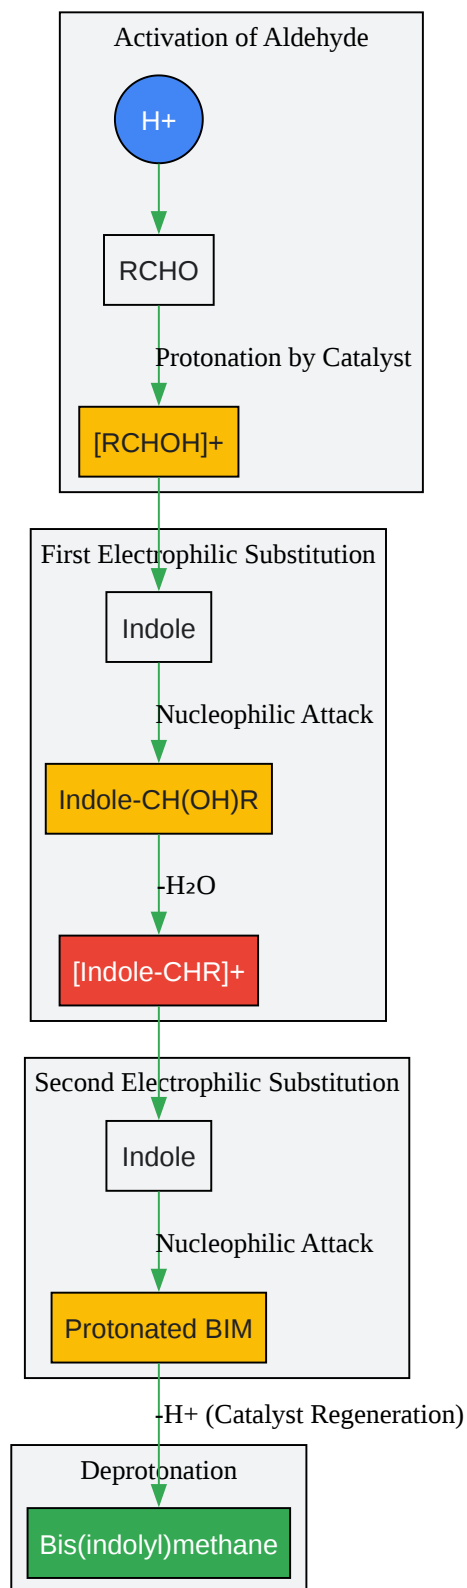 Activation of Aldehyde
H+
RCHO
Protonation by Catalyst
[RCHOH]+
First Electrophilic Substitution
Indole
Nucleophilic Attack
Indole-CH(OH)R
-H₂O
[Indole-CHR]+
Second Electrophilic Substitution
Indole
Nucleophilic Attack
Protonated BIM
-H+ (Catalyst Regeneration)
Deprotonation
Bis(indolyl)methane